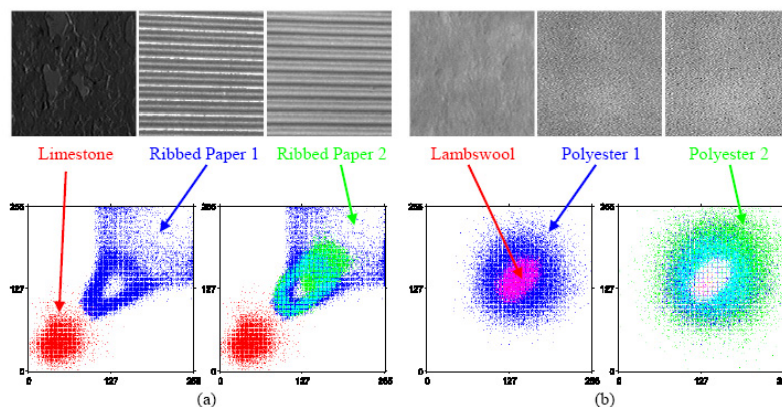 Limestone Ribbed Paper 1 Ribbed Paper 2 Lambswool Polyester 1 Polyester 2
255 255 255 255
127 127 127 127
0 127 255 0 127 255 0 127 255 0 127
(a) (b)